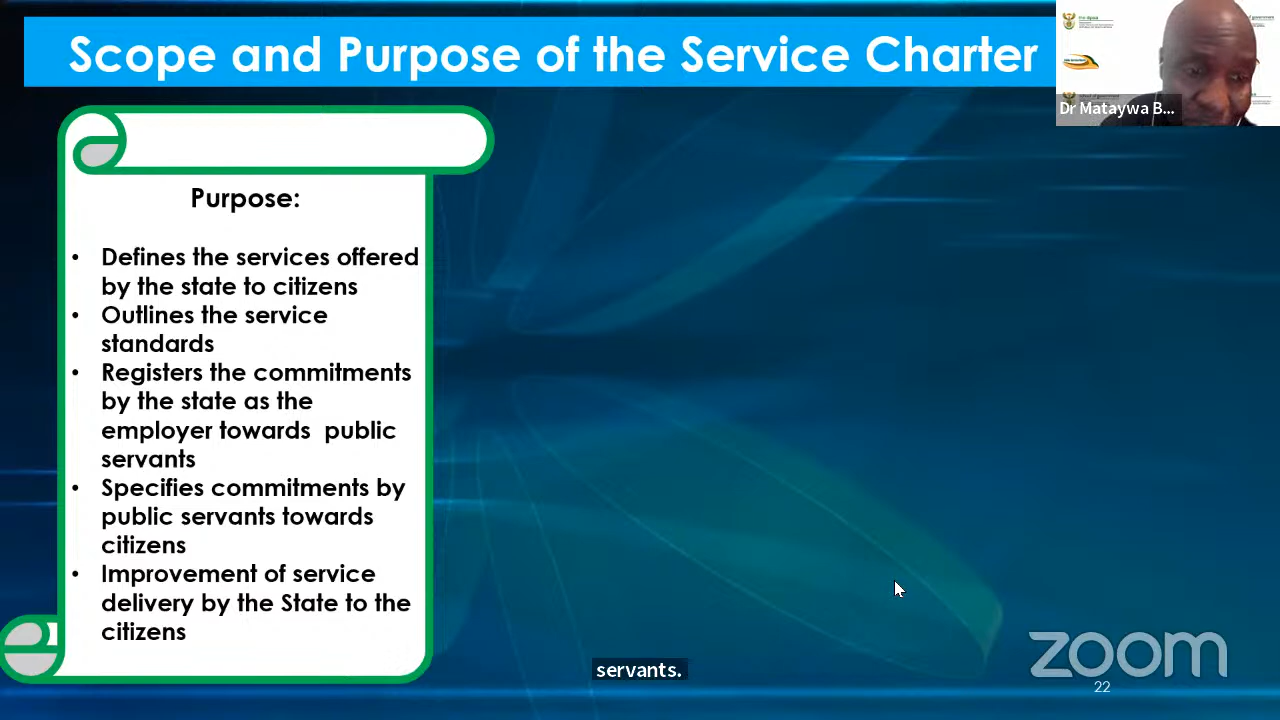 Scope and Purpose of the Service Charter
Dr Mataywa B...
Purpose:
• Defines the services offered
by the state to citizens
• Outlines the service
standards
• Registers the commitments
by the state as the
employer towards public
servants
• Specifies commitments by
public servants towards
citizens
• Improvement of service
delivery by the State to the
citizens
servants.
zoom
22